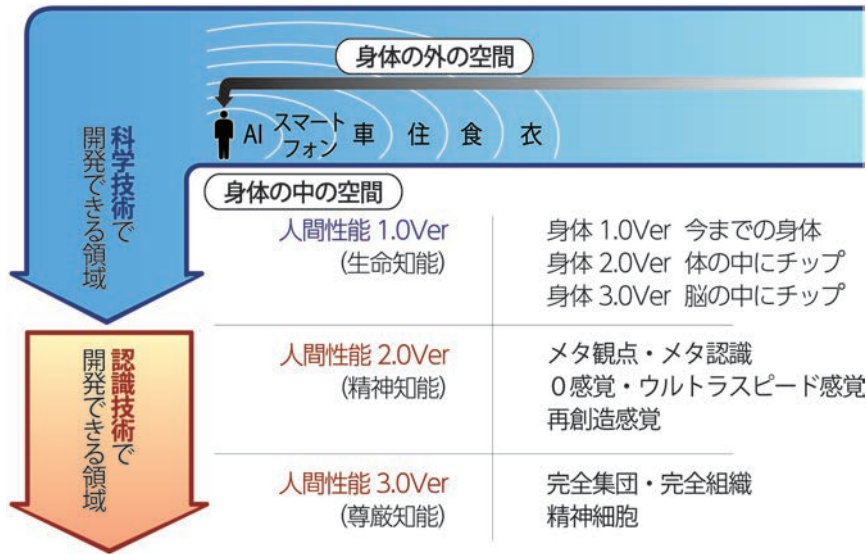 身体の外の空間
AI
スマート
フォン
車
住
食
衣
身体の中の空間
科学技術で
開発できる領域
人間性能 1.0Ver
(生命知能)
身体 1.0Ver 今までの身体
身体 2.0Ver 体の中にチップ
身体 3.0Ver 脳の中にチップ
認識技術で
開発できる領域
人間性能 2.0Ver
(精神知能)
メタ観点・メタ認識
0感覚・ウルトラスピード感覚
再創造感覚
人間性能 3.0Ver
(尊厳知能)
完全集団・完全組織
精神細胞